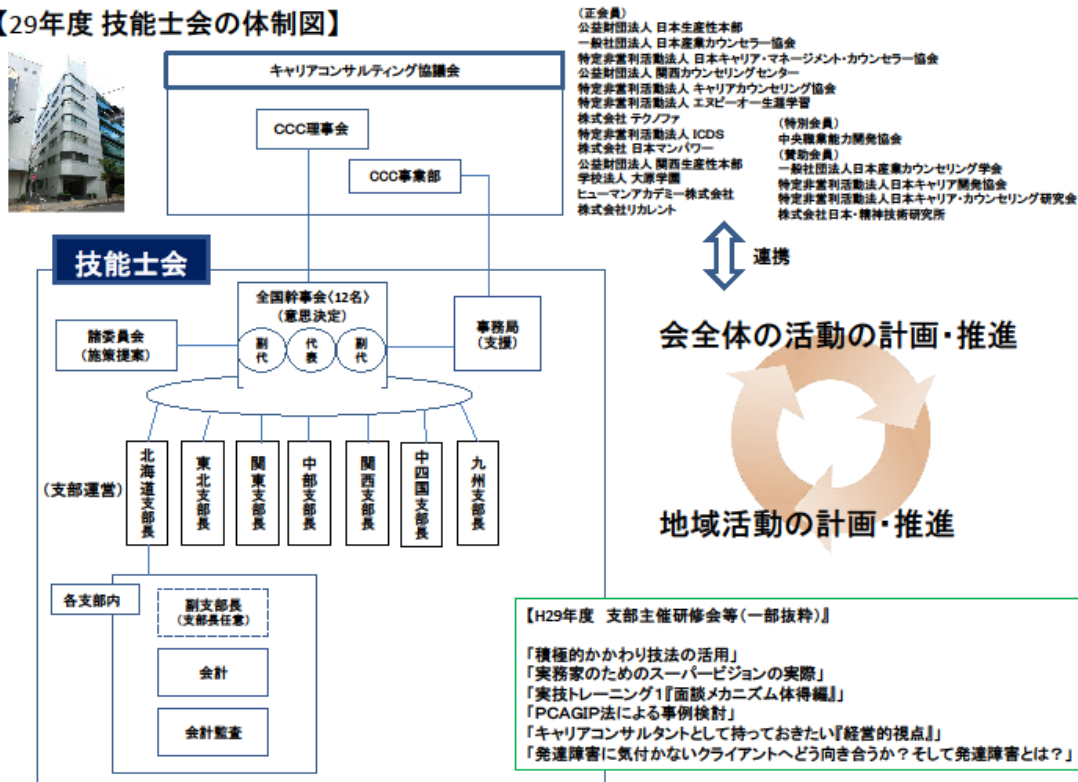 【29年度 技能士会の体制図】
キャリアコンサルティング協議会
CCC理事会
CCC事業部
(正会員)
公益財団法人 日本生産性本部
一般社団法人 日本産業カウンセラー協会
特定非営利活動法人 日本キャリア・マネージメント・カウンセラー協会
公益財団法人 関西カウンセリングセンター
特定非営利活動法人 キャリアカウンセリング協会
特定非営利活動法人 エヌピーオー生涯学習
株式会社 テクノファ
特定非営利活動法人 ICDS
株式会社 日本マンパワー
公益財団法人 関西生産性本部
学校法人 大原学園
ヒューマンアカデミー株式会社
株式会社リカレント
(特別会員)
中央職業能力開発協会
(賛助会員)
一般社団法人日本産業カウンセリング学会
特定非営利活動法人日本キャリア開発協会
特定非営利活動法人日本キャリア・カウンセリング研究会
株式会社日本・精神技術研究所
連携
技能士会
全国幹事会〈12名〉
(意思決定)
副代
代表
副代
諸委員会
(施策提案)
事務局
(支援)
(支部運営)
北海道支部長
東北支部長
関東支部長
中部支部長
関西支部長
中四国支部長
九州支部長
各支部内
副支部長
(支部長任意)
会計
会計監査
会全体の活動の計画・推進
地域活動の計画・推進
【H29年度 支部主催研修会等(一部抜粋)』
「積極的かかわり技法の活用」
「実務家のためのスーパービジョンの実際」
「実技トレーニング1『面談メカニズム体得編』」
「PCAGIP法による事例検討」
「キャリアコンサルタントとして持っておきたい『経営的視点』」
「発達障害に気付かないクライアントへどう向き合うか？そして発達障害とは？」